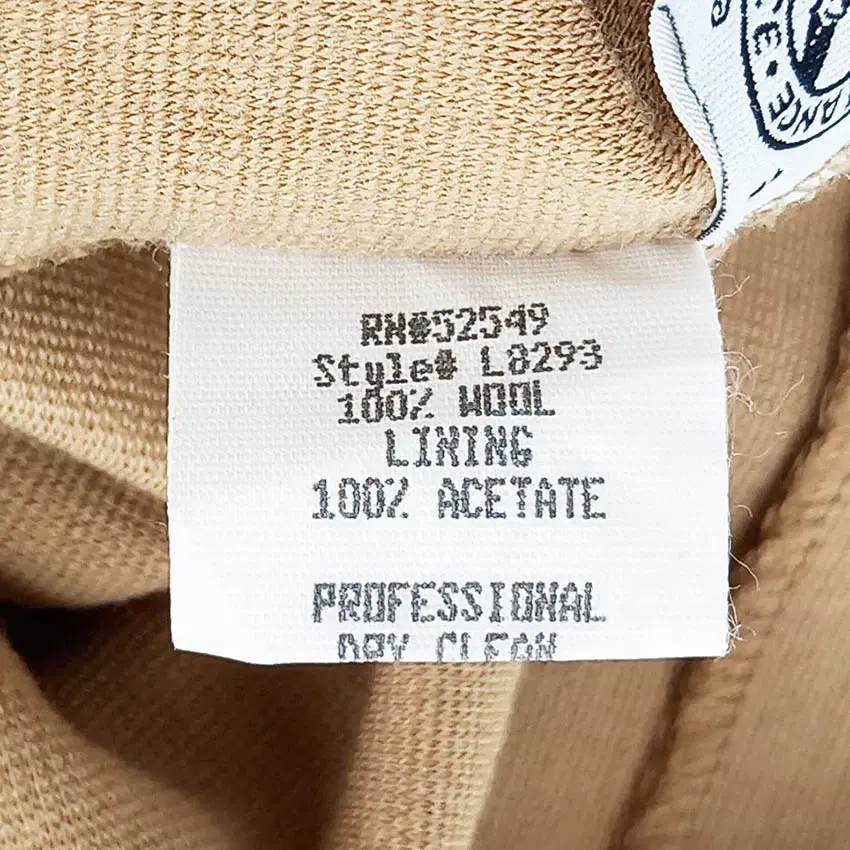 RN#52549
Style# L8293
100% WOOL
LINING
100% ACETATE
PROFESSIONAL
DRY CLEAN